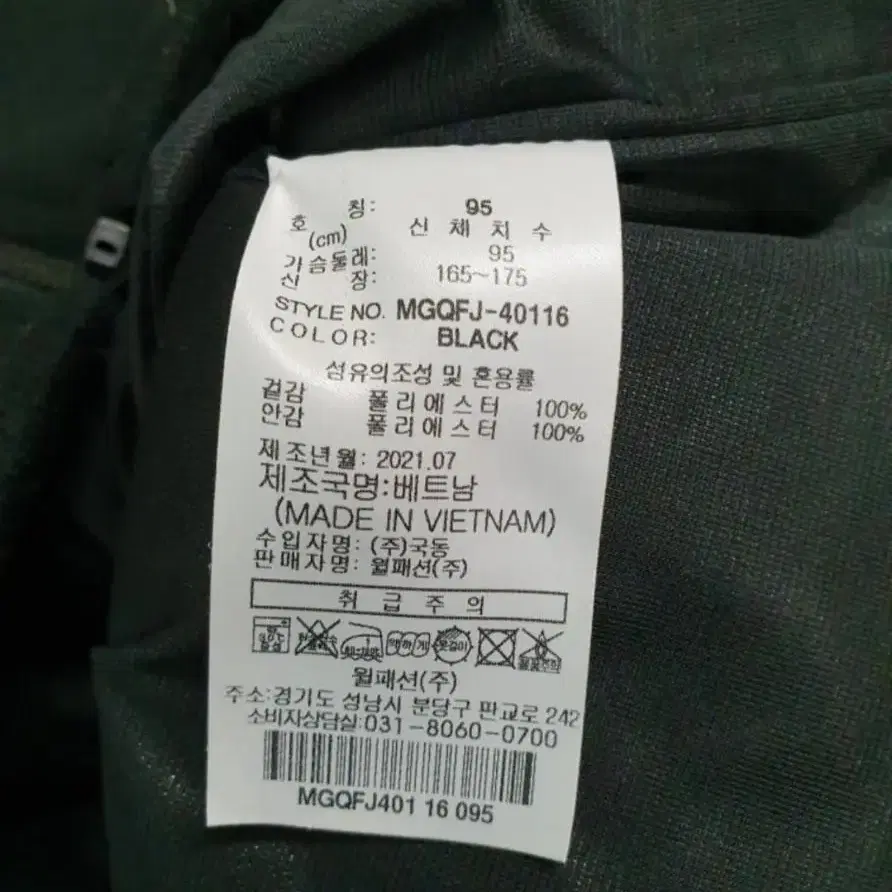 호 칭: 95
(cm) 신 체 치 수
가슴둘레: 95
신 장: 165~175
STYLE NO. MGQFJ-40116
COLOR: BLACK
섬유의조성 및 혼용률
겉감 폴리에스터 100%
안감 폴리에스터 100%
제조년월: 2021.07
제조국명:베트남
(MADE IN VIETNAM)
수입자명: (주)국동
판매자명: 월패션(주)
취 급 주 의
옷걸이
월패션(주)
주소:경기도 성남시 분당구 판교로 242
소비자상담실:031-8060-0700
MGQFJ401 16 095